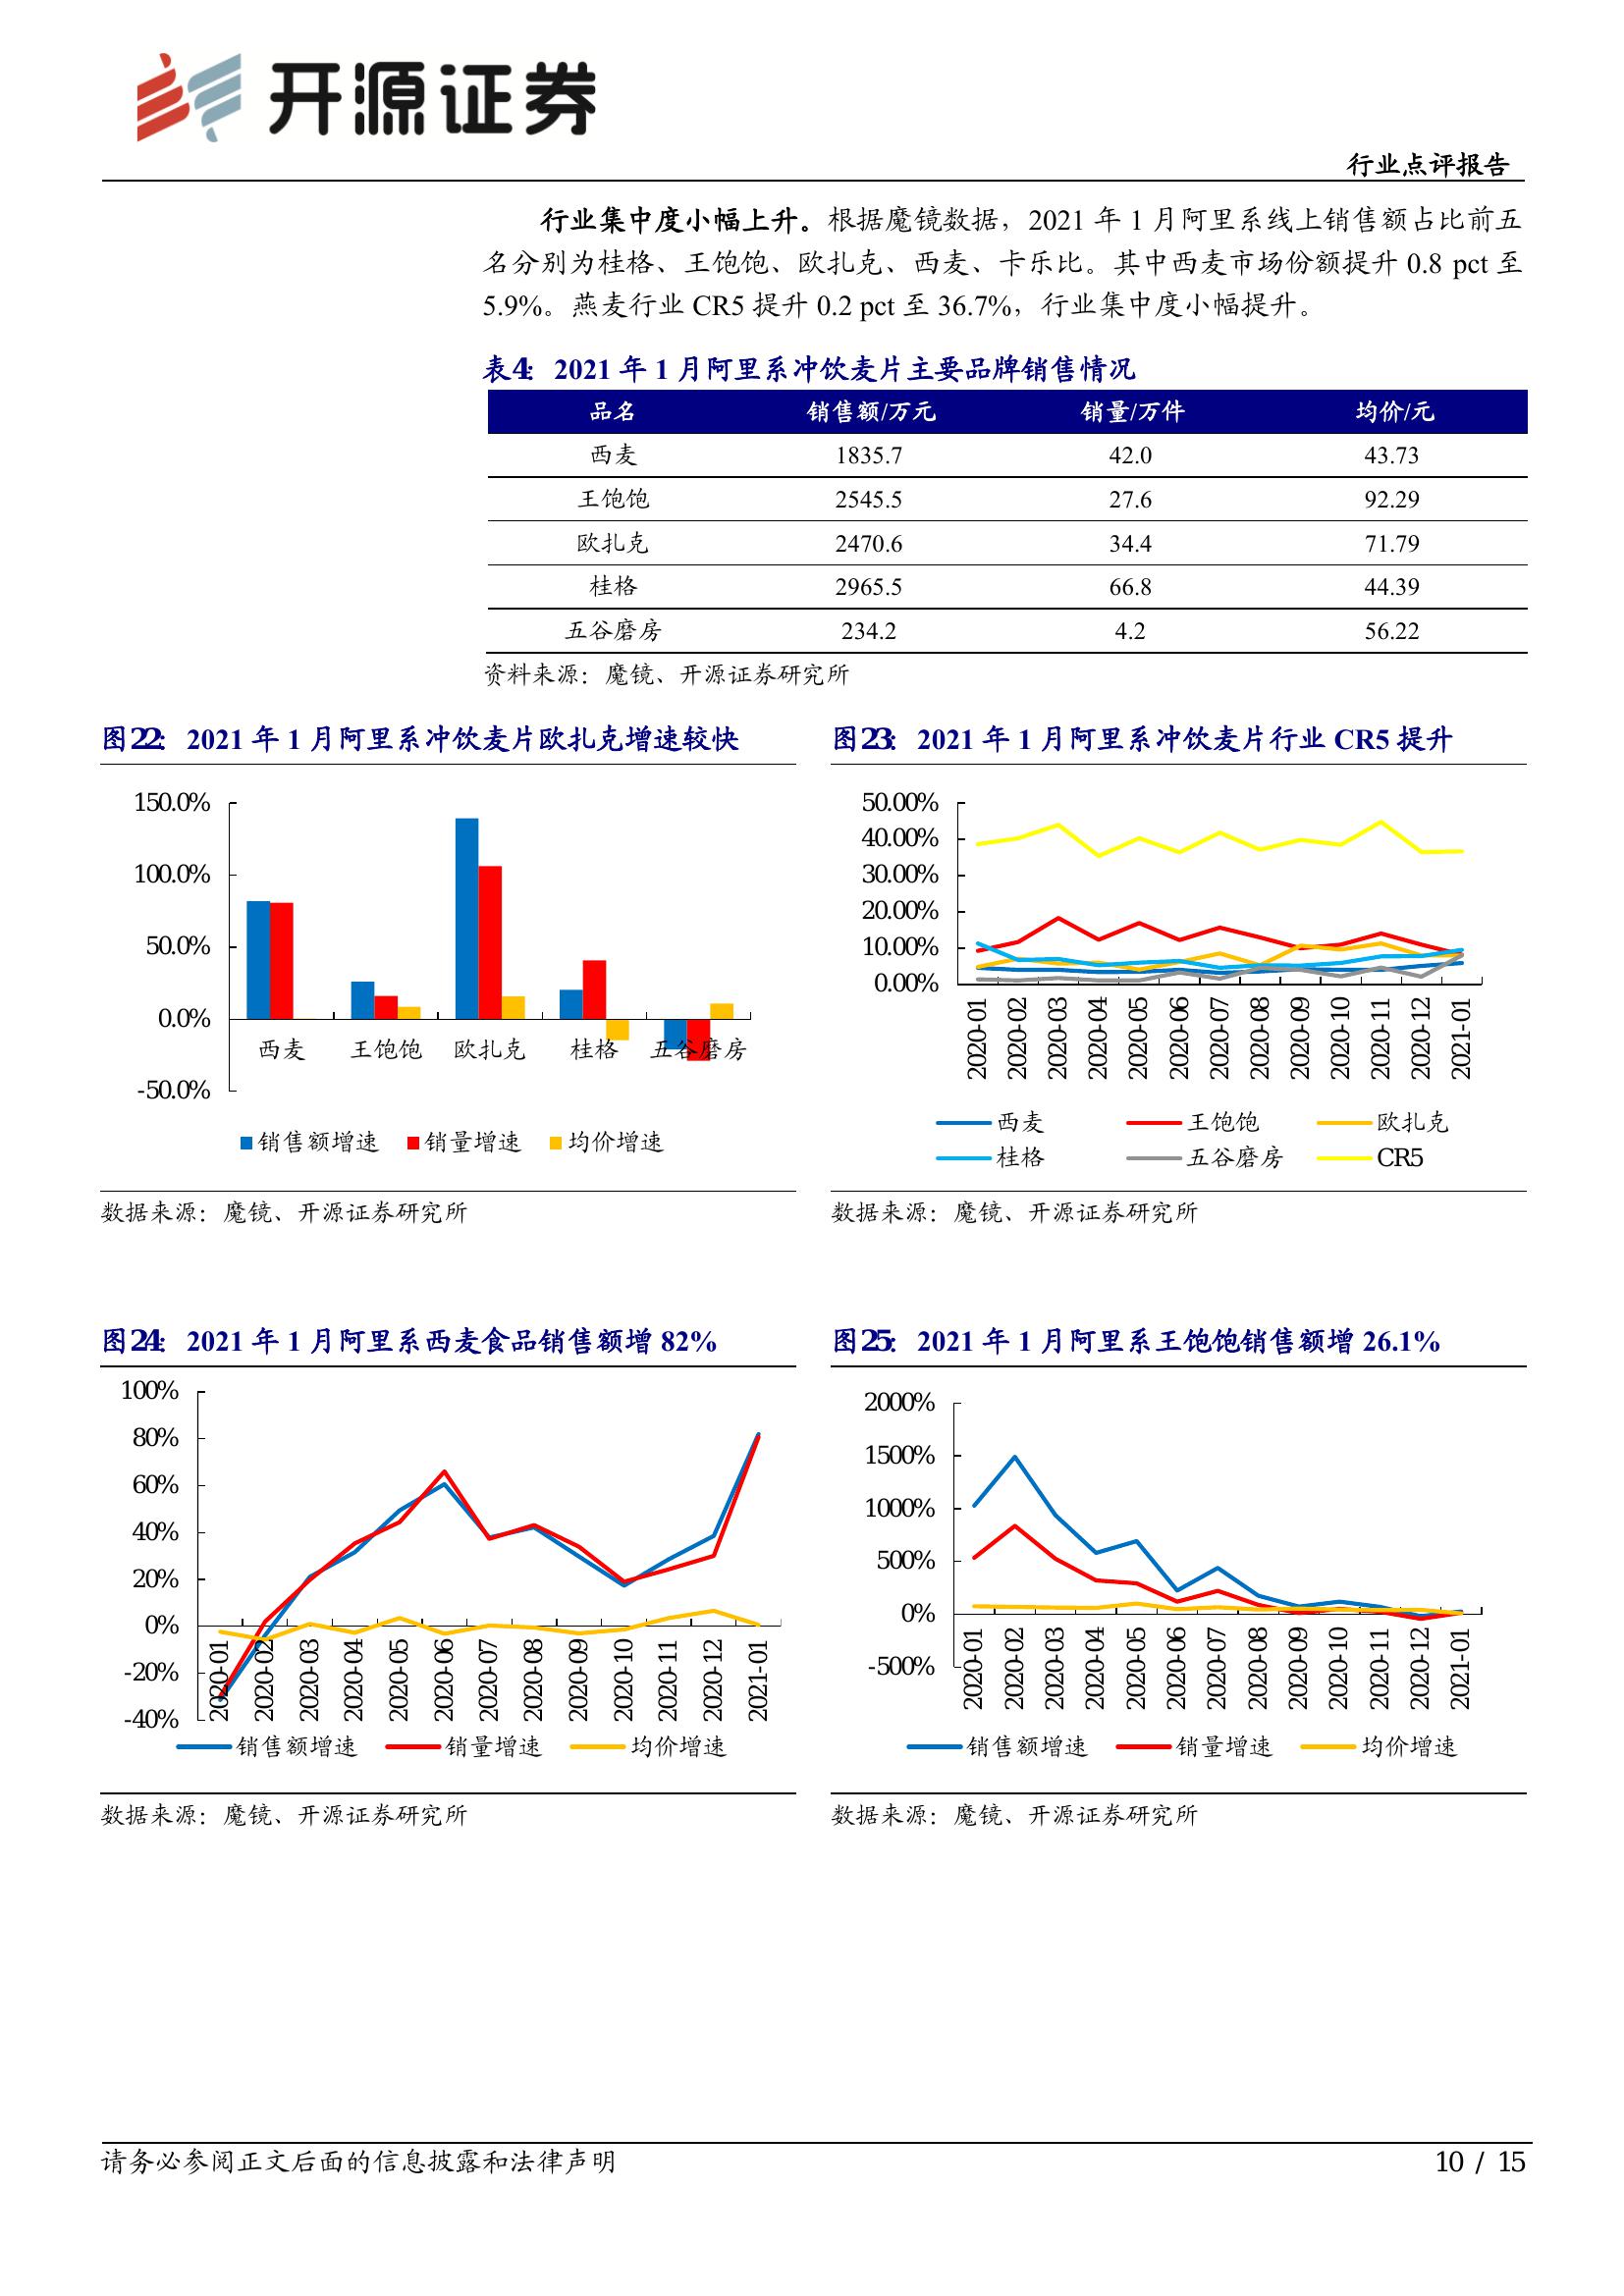 开源证券
行业点评报告
行业集中度小幅上升。根据魔镜数据，2021 年 1 月阿里系线上销售额占比前五
名分别为桂格、王饱饱、欧扎克、西麦、卡乐比。其中西麦市场份额提升 0.8 pct 至
5.9%。燕麦行业 CR5 提升 0.2 pct 至 36.7%，行业集中度小幅提升。
表4： 2021 年 1 月阿里系冲饮麦片主要品牌销售情况
品名 销售额/万元 销量/万件 均价/元
西麦 1835.7 42.0 43.73
王饱饱 2545.5 27.6 92.29
欧扎克 2470.6 34.4 71.79
桂格 2965.5 66.8 44.39
五谷磨房 234.2 4.2 56.22
资料来源：魔镜、开源证券研究所
图22： 2021 年 1 月阿里系冲饮麦片欧扎克增速较快
150.0%
100.0%
50.0%
0.0%
-50.0%
西麦 王饱饱 欧扎克 桂格 五谷磨房
销售额增速 销量增速 均价增速
数据来源：魔镜、开源证券研究所
图23： 2021 年 1 月阿里系冲饮麦片行业 CR5 提升
50.00%
40.00%
30.00%
20.00%
10.00%
0.00%
2020-01 2020-02 2020-03 2020-04 2020-05 2020-06 2020-07 2020-08 2020-09 2020-10 2020-11 2020-12 2021-01
西麦 王饱饱 欧扎克
桂格 五谷磨房 CR5
数据来源：魔镜、开源证券研究所
图24： 2021 年 1 月阿里系西麦食品销售额增 82%
100%
80%
60%
40%
20%
0%
-20%
-40%
2020-01 2020-02 2020-03 2020-04 2020-05 2020-06 2020-07 2020-08 2020-09 2020-10 2020-11 2020-12 2021-01
销售额增速 销量增速 均价增速
数据来源：魔镜、开源证券研究所
图25： 2021 年 1 月阿里系王饱饱销售额增 26.1%
2000%
1500%
1000%
500%
0%
-500%
2020-01 2020-02 2020-03 2020-04 2020-05 2020-06 2020-07 2020-08 2020-09 2020-10 2020-11 2020-12 2021-01
销售额增速 销量增速 均价增速
数据来源：魔镜、开源证券研究所
请务必参阅正文后面的信息披露和法律声明 10 / 15